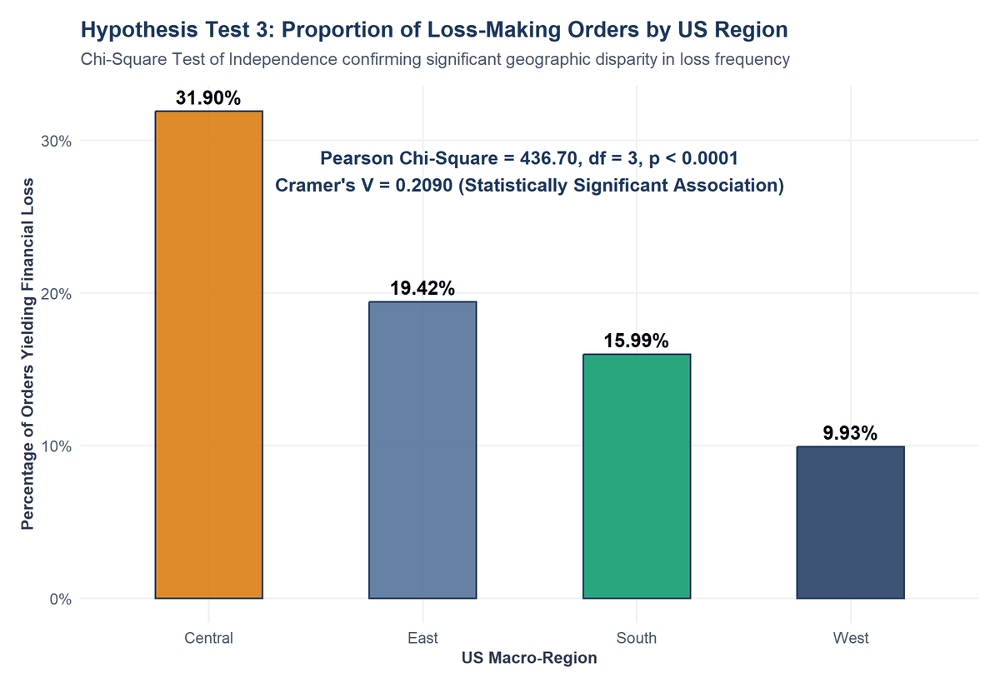 Hypothesis Test 3: Proportion of Loss-Making Orders by US Region
Chi-Square Test of Independence confirming significant geographic disparity in loss frequency
31.90%
Pearson Chi-Square = 436.70, df = 3, p < 0.0001
Cramer's V = 0.2090 (Statistically Significant Association)
19.42%
15.99%
9.93%
Percentage of Orders Yielding Financial Loss
30%
20%
10%
0%
Central
East
South
West
US Macro-Region